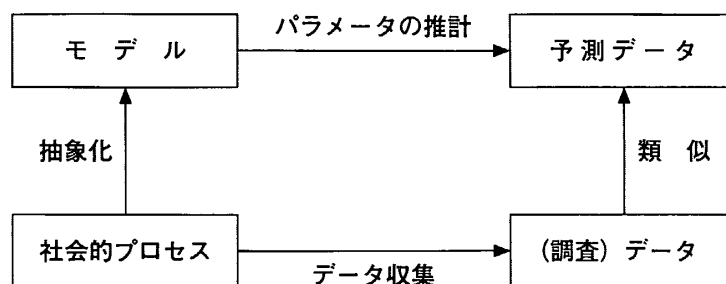 パラメータの推計
モデル
予測データ
抽象化
類似
社会的プロセス
(調査)データ
データ収集